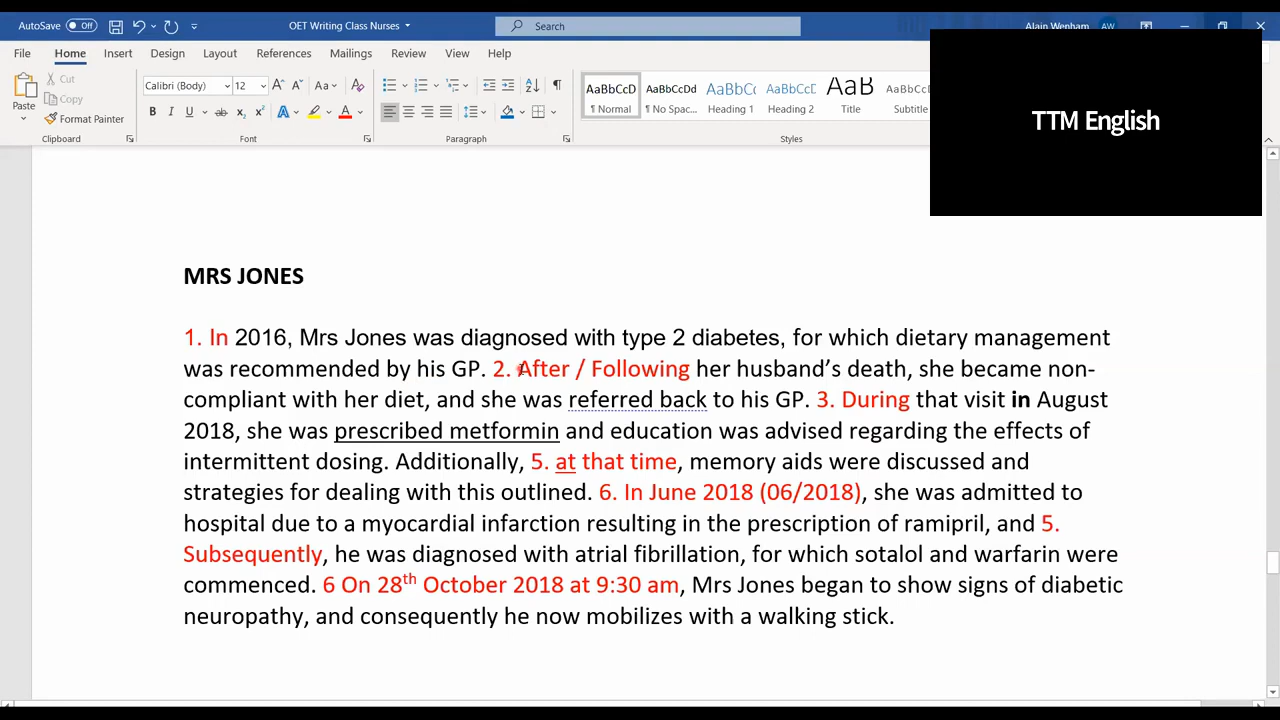 AutoSave Off OET Writing Class Nurses Search Alain Wenham AW
File Home Insert Design Layout References Mailings Review View Help
TTM English
Paste Cut Copy Format Painter
Calibri (Body) 12 Aa
B I U ab x₂ x² A A
AaBbCcD AaBbCcDd AaBbCc AaBbCcD AaB AaBbCcD
¶ Normal ¶ No Spac... Heading 1 Heading 2 Title Subtitle
Clipboard Font Paragraph Styles
MRS JONES
1. In 2016, Mrs Jones was diagnosed with type 2 diabetes, for which dietary management
was recommended by his GP. 2. After / Following her husband's death, she became non-
compliant with her diet, and she was referred back to his GP. 3. During that visit in August
2018, she was prescribed metformin and education was advised regarding the effects of
intermittent dosing. Additionally, 5. at that time, memory aids were discussed and
strategies for dealing with this outlined. 6. In June 2018 (06/2018), she was admitted to
hospital due to a myocardial infarction resulting in the prescription of ramipril, and 5.
Subsequently, he was diagnosed with atrial fibrillation, for which sotalol and warfarin were
commenced. 6 On 28th October 2018 at 9:30 am, Mrs Jones began to show signs of diabetic
neuropathy, and consequently he now mobilizes with a walking stick.